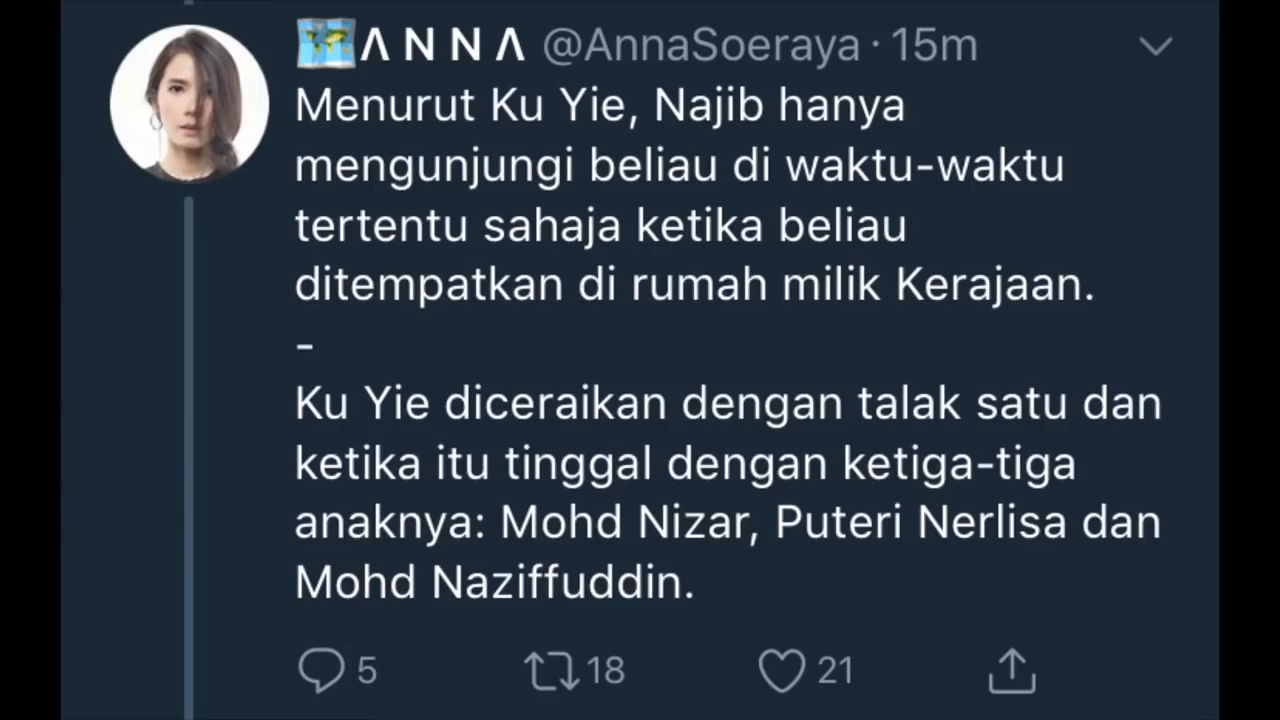 🗺️Λ N N Λ @AnnaSoeraya · 15m
Menurut Ku Yie, Najib hanya
mengunjungi beliau di waktu-waktu
tertentu sahaja ketika beliau
ditempatkan di rumah milik Kerajaan.
-
Ku Yie diceraikan dengan talak satu dan
ketika itu tinggal dengan ketiga-tiga
anaknya: Mohd Nizar, Puteri Nerlisa dan
Mohd Naziffuddin.
5 18 21